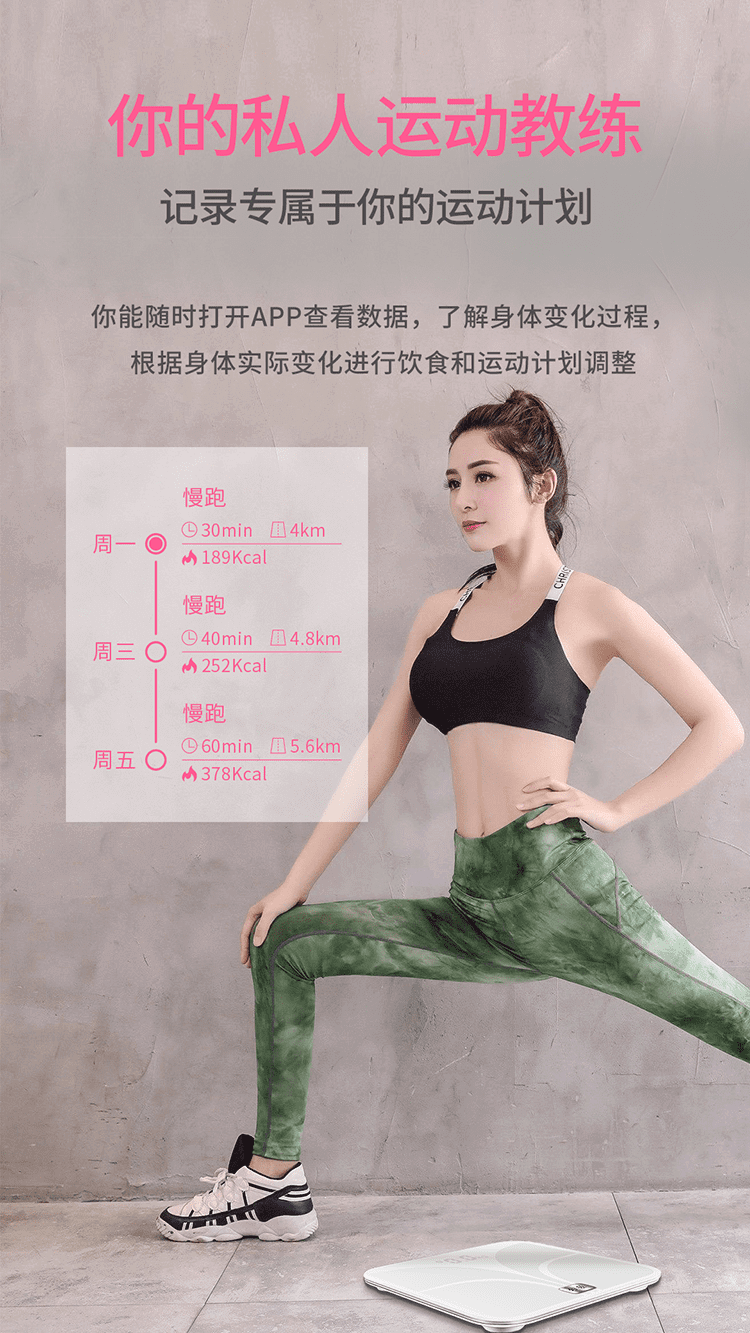 你的私人运动教练
记录专属于你的运动计划
你能随时打开APP查看数据，了解身体变化过程，
根据身体实际变化进行饮食和运动计划调整
慢跑
30min 4km
周一
189Kcal
慢跑
40min 4.8km
周三
252Kcal
慢跑
60min 5.6km
周五
378Kcal